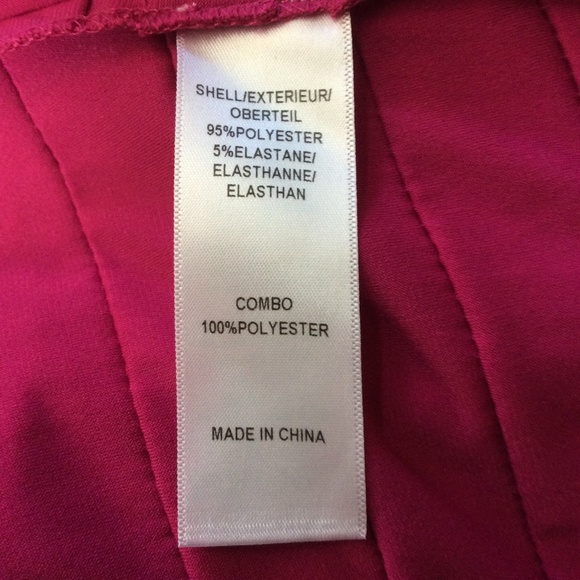 SHELL/EXTERIEUR/
OBERTEIL
95%POLYESTER
5%ELASTANE/
ELASTHANNE/
ELASTHAN
COMBO
100%POLYESTER
MADE IN CHINA